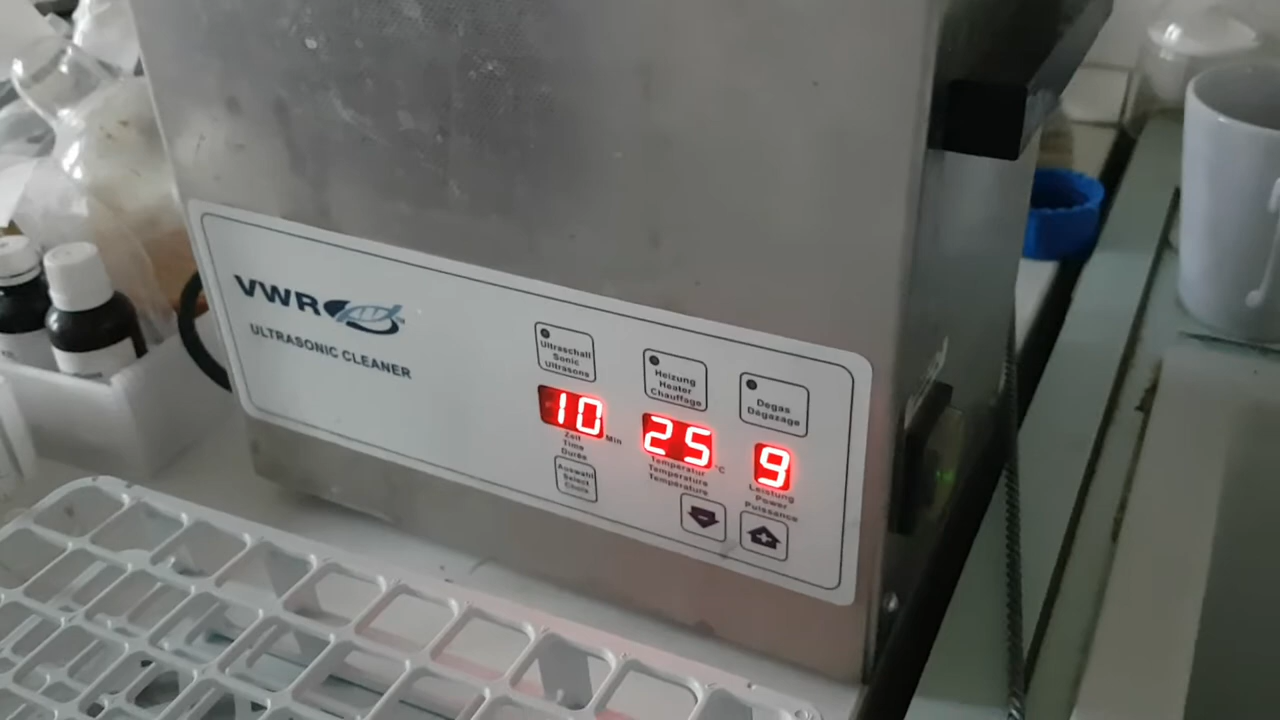 VWR
ULTRASONIC CLEANER
Ultraschall
Sonic
Ultrasons
10
Min
Zeit
Time
Durée
Auswahl
Select
Choix
Heizung
Heater
Chauffage
25
°C
Temperatur
Temperature
Température
Degas
Dégazage
9
Leistung
Power
Puissance